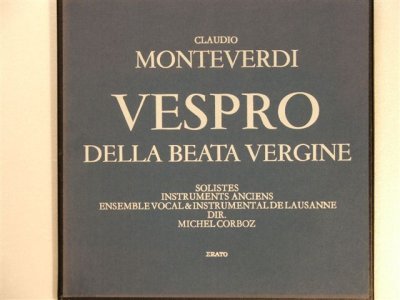 CLAUDIO
MONTEVERDI
VESPRO
DELLA BEATA VERGINE
SOLISTES
INSTRUMENTS ANCIENS
ENSEMBLE VOCAL & INSTRUMENTAL DE LAUSANNE
DIR.
MICHEL CORBOZ
ERATO